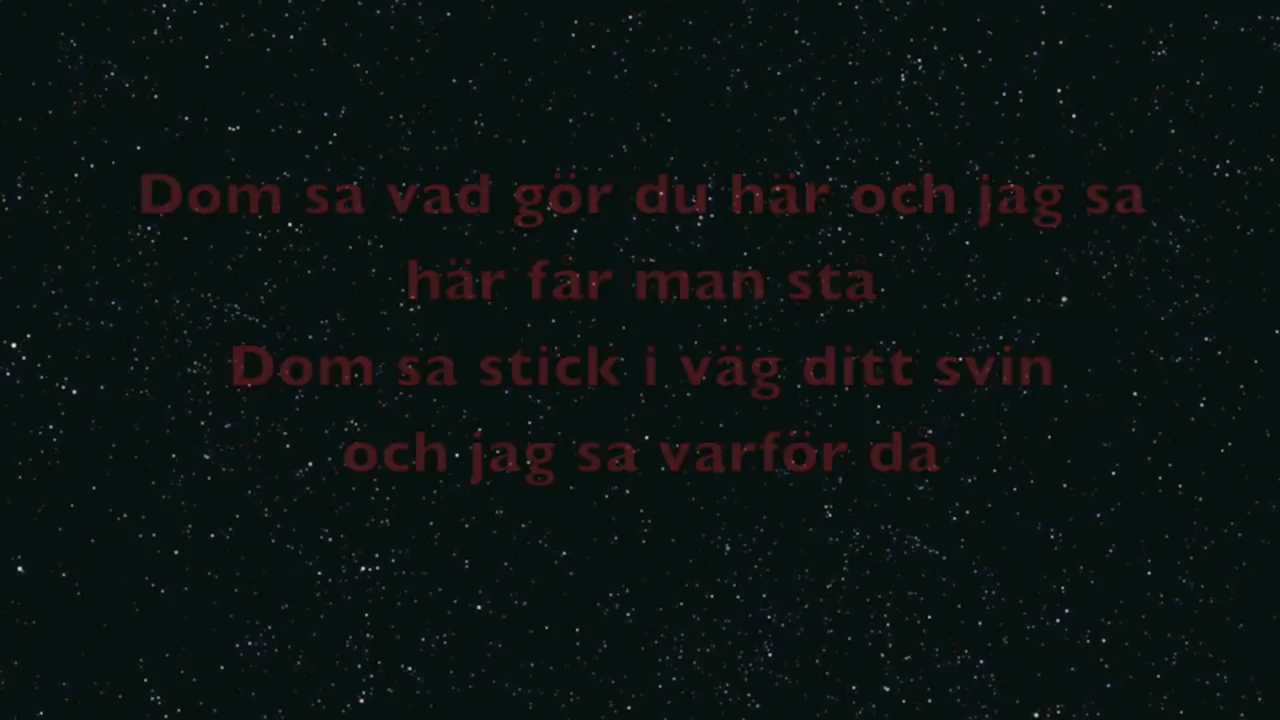 Dom sa vad gör du här och jag sa
här får man stå
Dom sa stick i väg ditt svin
och jag sa varför då